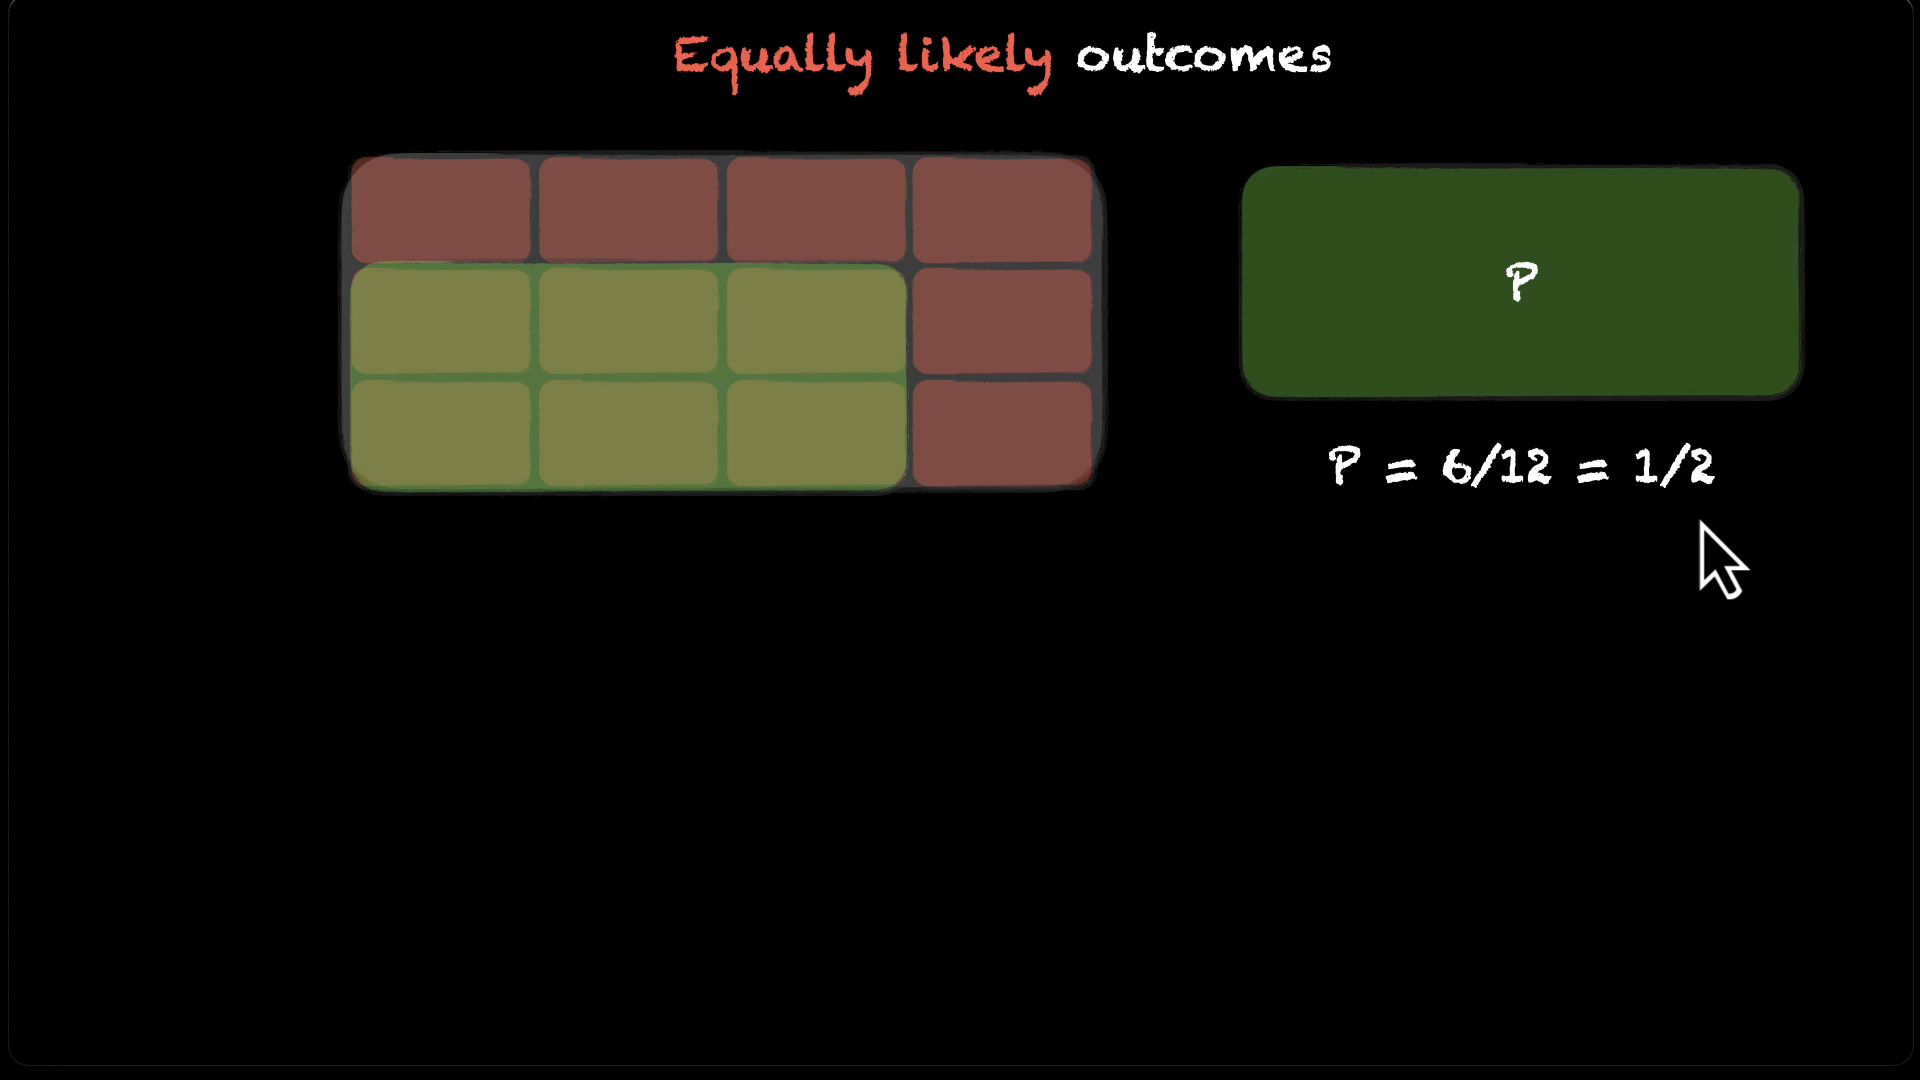 Equally likely outcomes
P
P = 6/12 = 1/2